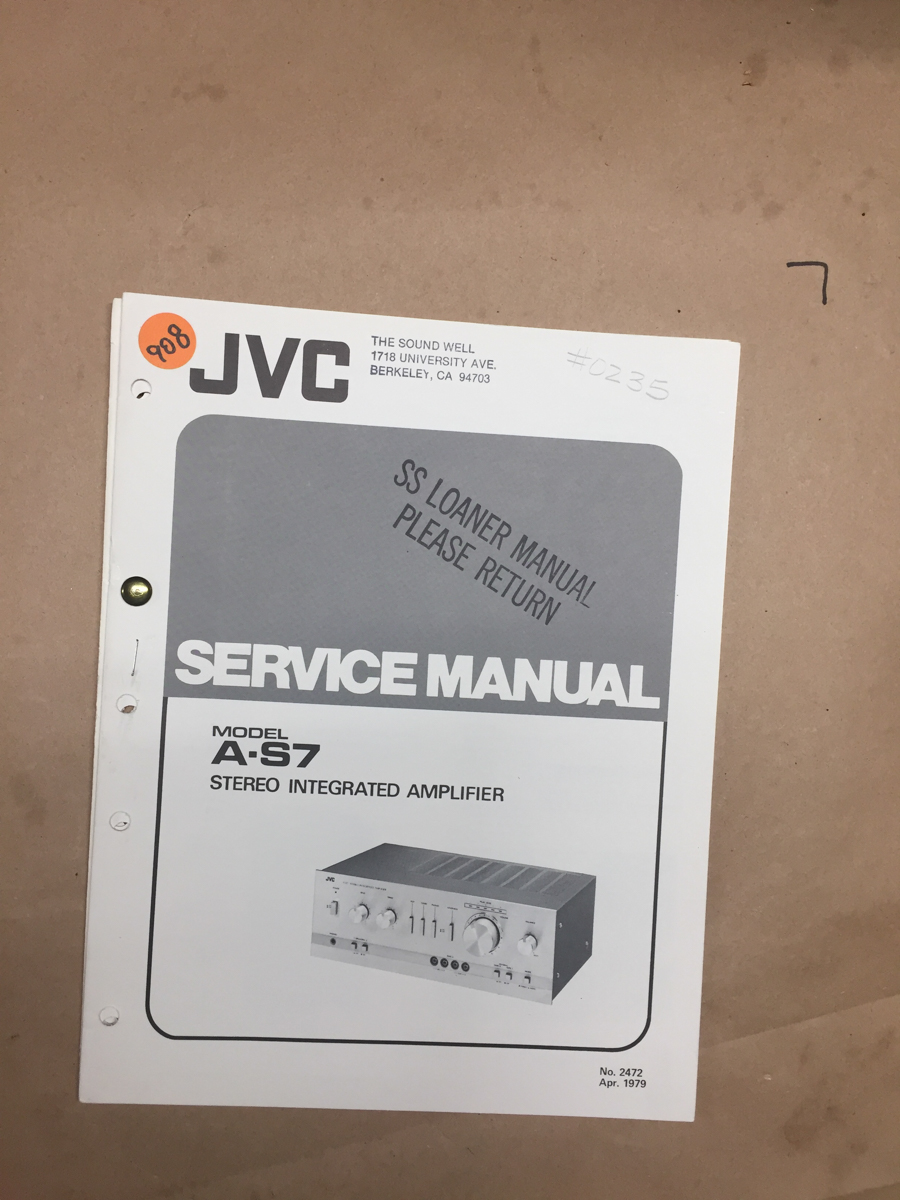 908
JVC
THE SOUND WELL
1718 UNIVERSITY AVE.
BERKELEY, CA 94703
#0235
SS LOANER MANUAL
PLEASE RETURN
SERVICE MANUAL
MODEL
A·S7
STEREO INTEGRATED AMPLIFIER
JVC
No. 2472
Apr. 1979